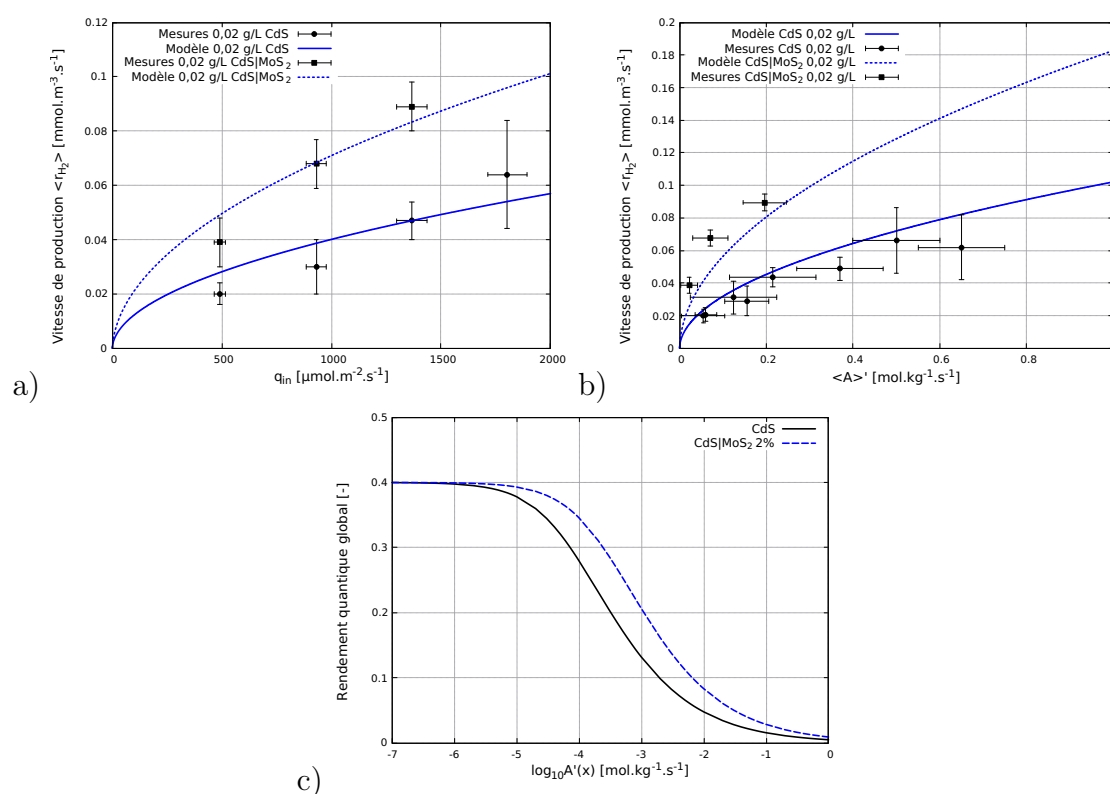 Mesures 0,02 g/L CdS
Modèle 0,02 g/L CdS
Mesures 0,02 g/L CdS|MoS₂
Modèle 0,02 g/L CdS|MoS₂
Vitesse de production <r_H₂> [mmol.m⁻³.s⁻¹]
0.12
0.1
0.08
0.06
0.04
0.02
0
0 500 1000 1500 2000
q_in [µmol.m⁻².s⁻¹]
a)
Modèle CdS 0,02 g/L
Mesures CdS 0,02 g/L
Modèle CdS|MoS₂ 0,02 g/L
Mesures CdS|MoS₂ 0,02 g/L
Vitesse de production <r_H₂> [mmol.m⁻³.s⁻¹]
0.2
0.18
0.16
0.14
0.12
0.1
0.08
0.06
0.04
0.02
0
0 0.2 0.4 0.6 0.8
<A>' [mol.kg⁻¹.s⁻¹]
b)
CdS
CdS|MoS₂ 2%
Rendement quantique global [-]
0.5
0.4
0.3
0.2
0.1
0
-7 -6 -5 -4 -3 -2 -1 0
log₁₀A'(x) [mol.kg⁻¹.s⁻¹]
c)